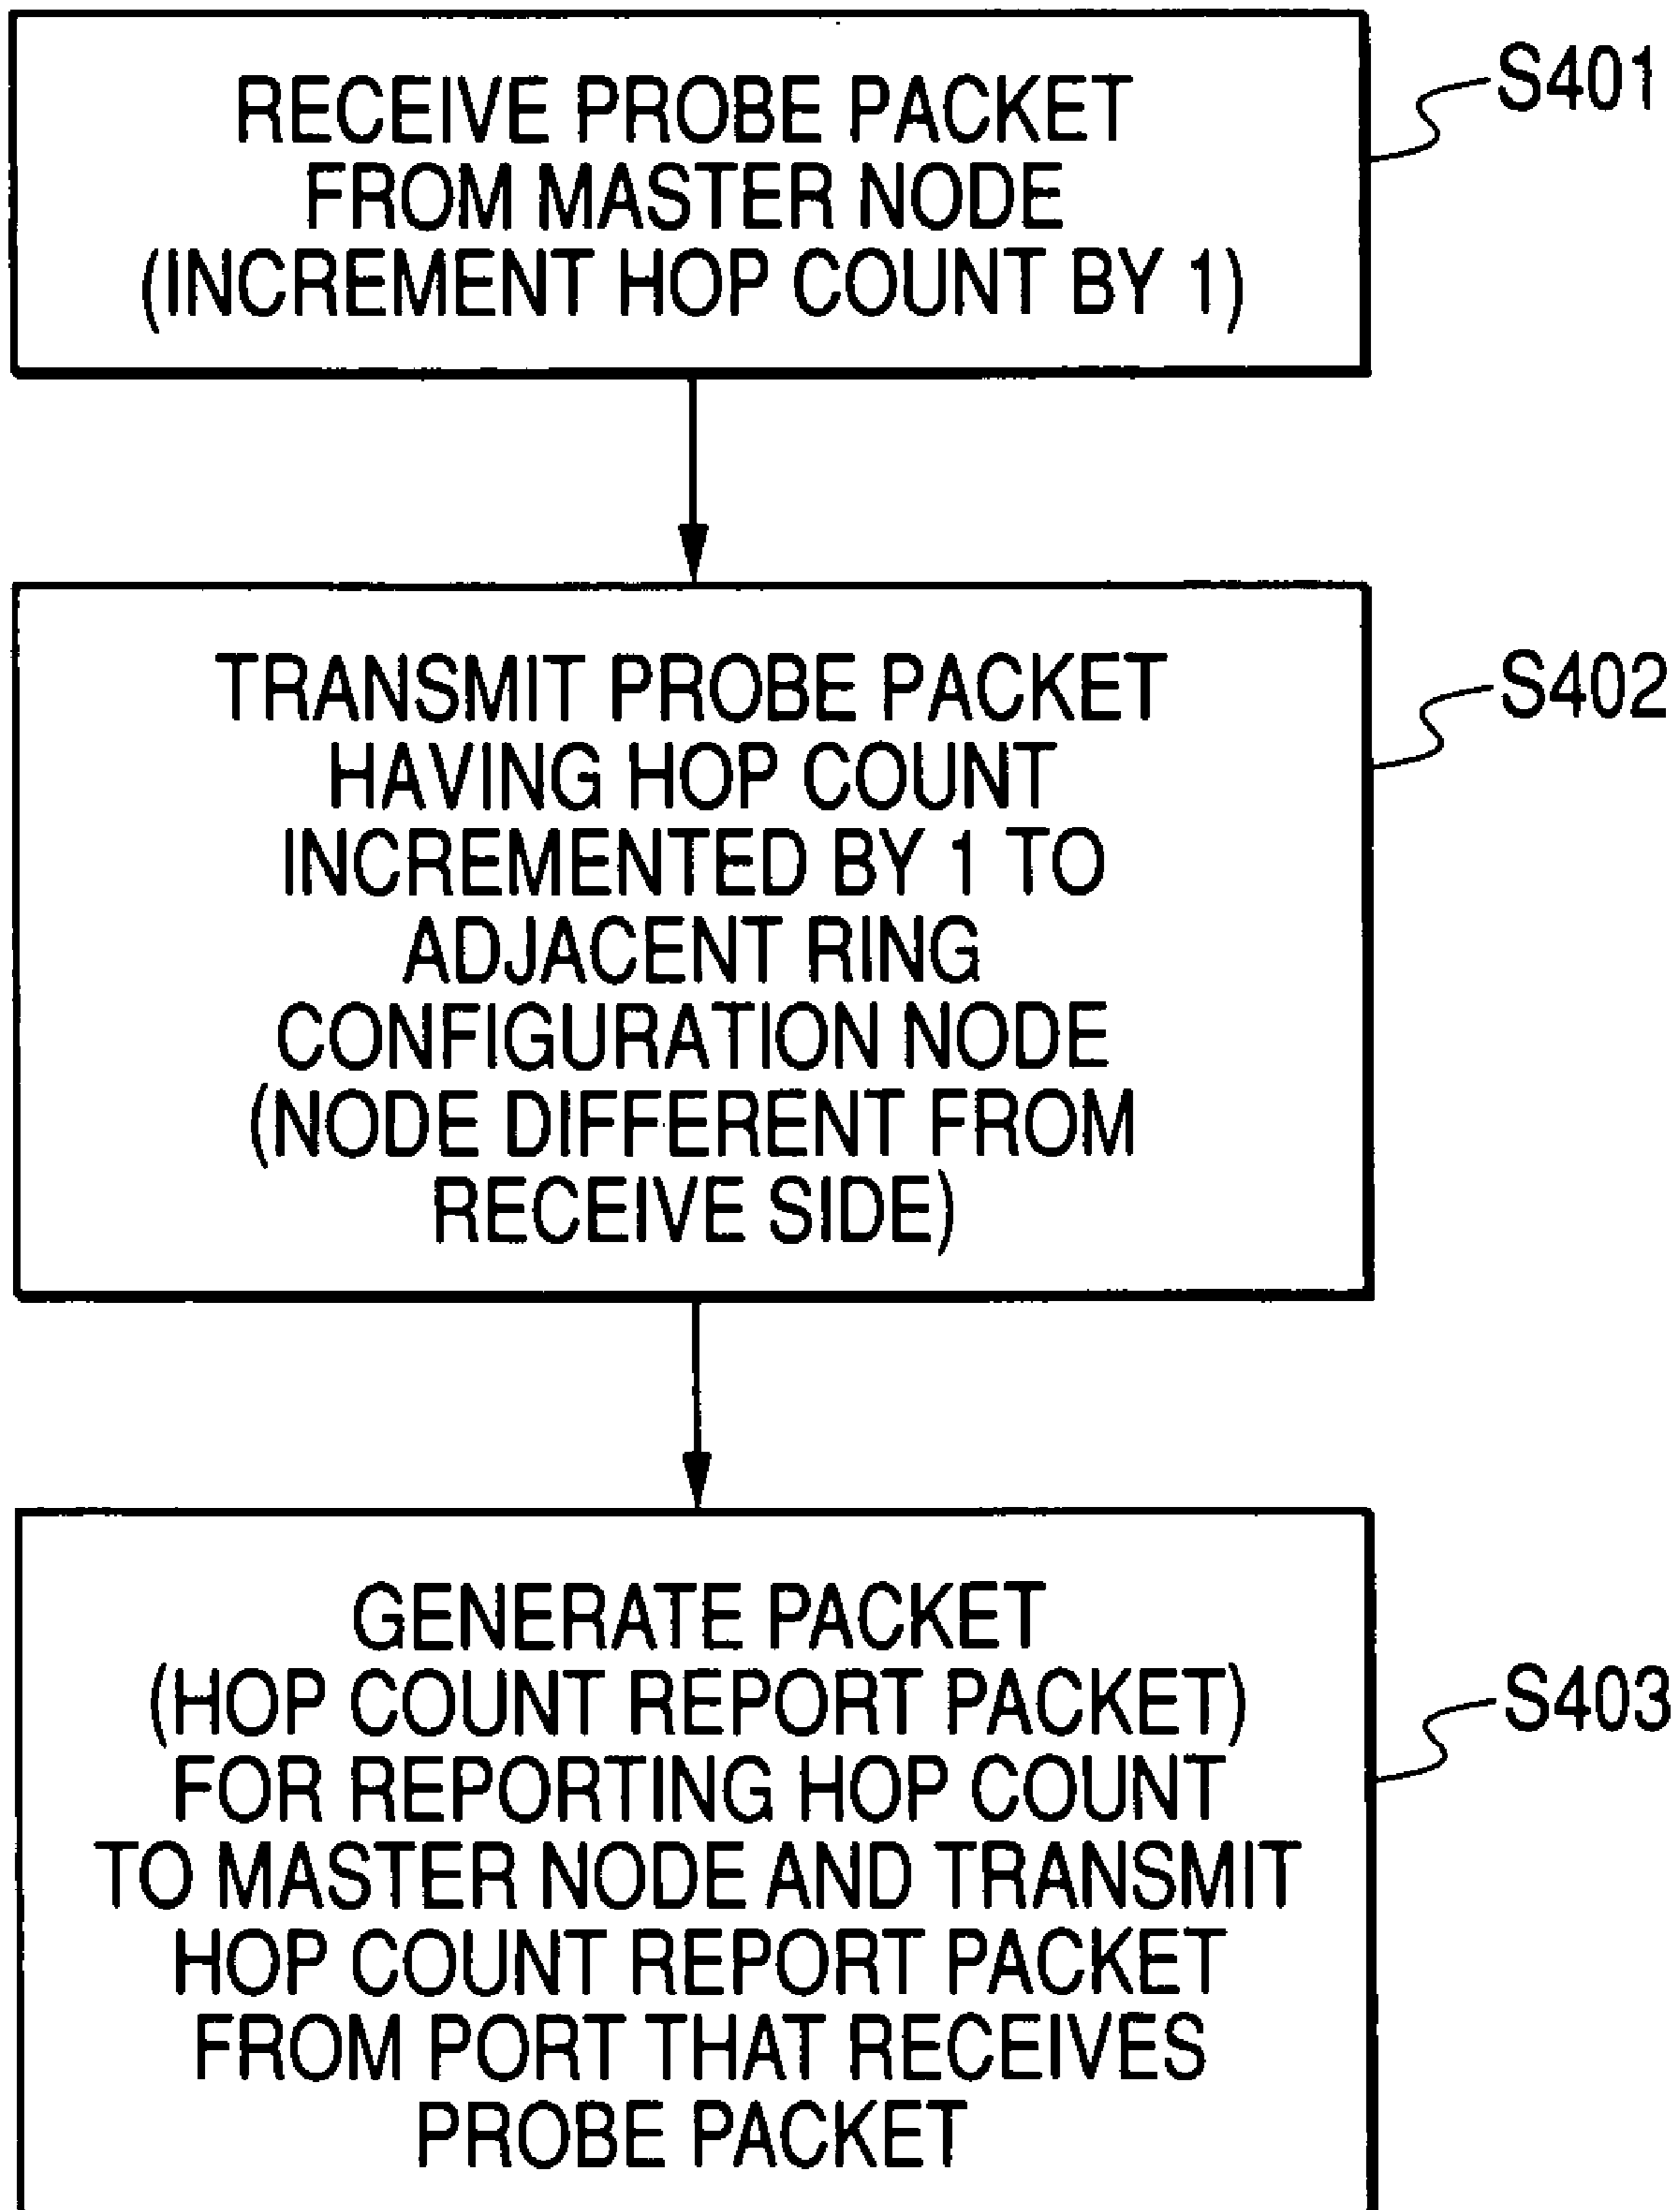 RECEIVE PROBE PACKET
FROM MASTER NODE
(INCREMENT HOP COUNT BY 1)
S401
TRANSMIT PROBE PACKET
HAVING HOP COUNT
INCREMENTED BY 1 TO
ADJACENT RING
CONFIGURATION NODE
(NODE DIFFERENT FROM
RECEIVE SIDE)
S402
GENERATE PACKET
(HOP COUNT REPORT PACKET)
FOR REPORTING HOP COUNT
TO MASTER NODE AND TRANSMIT
HOP COUNT REPORT PACKET
FROM PORT THAT RECEIVES
PROBE PACKET
S403